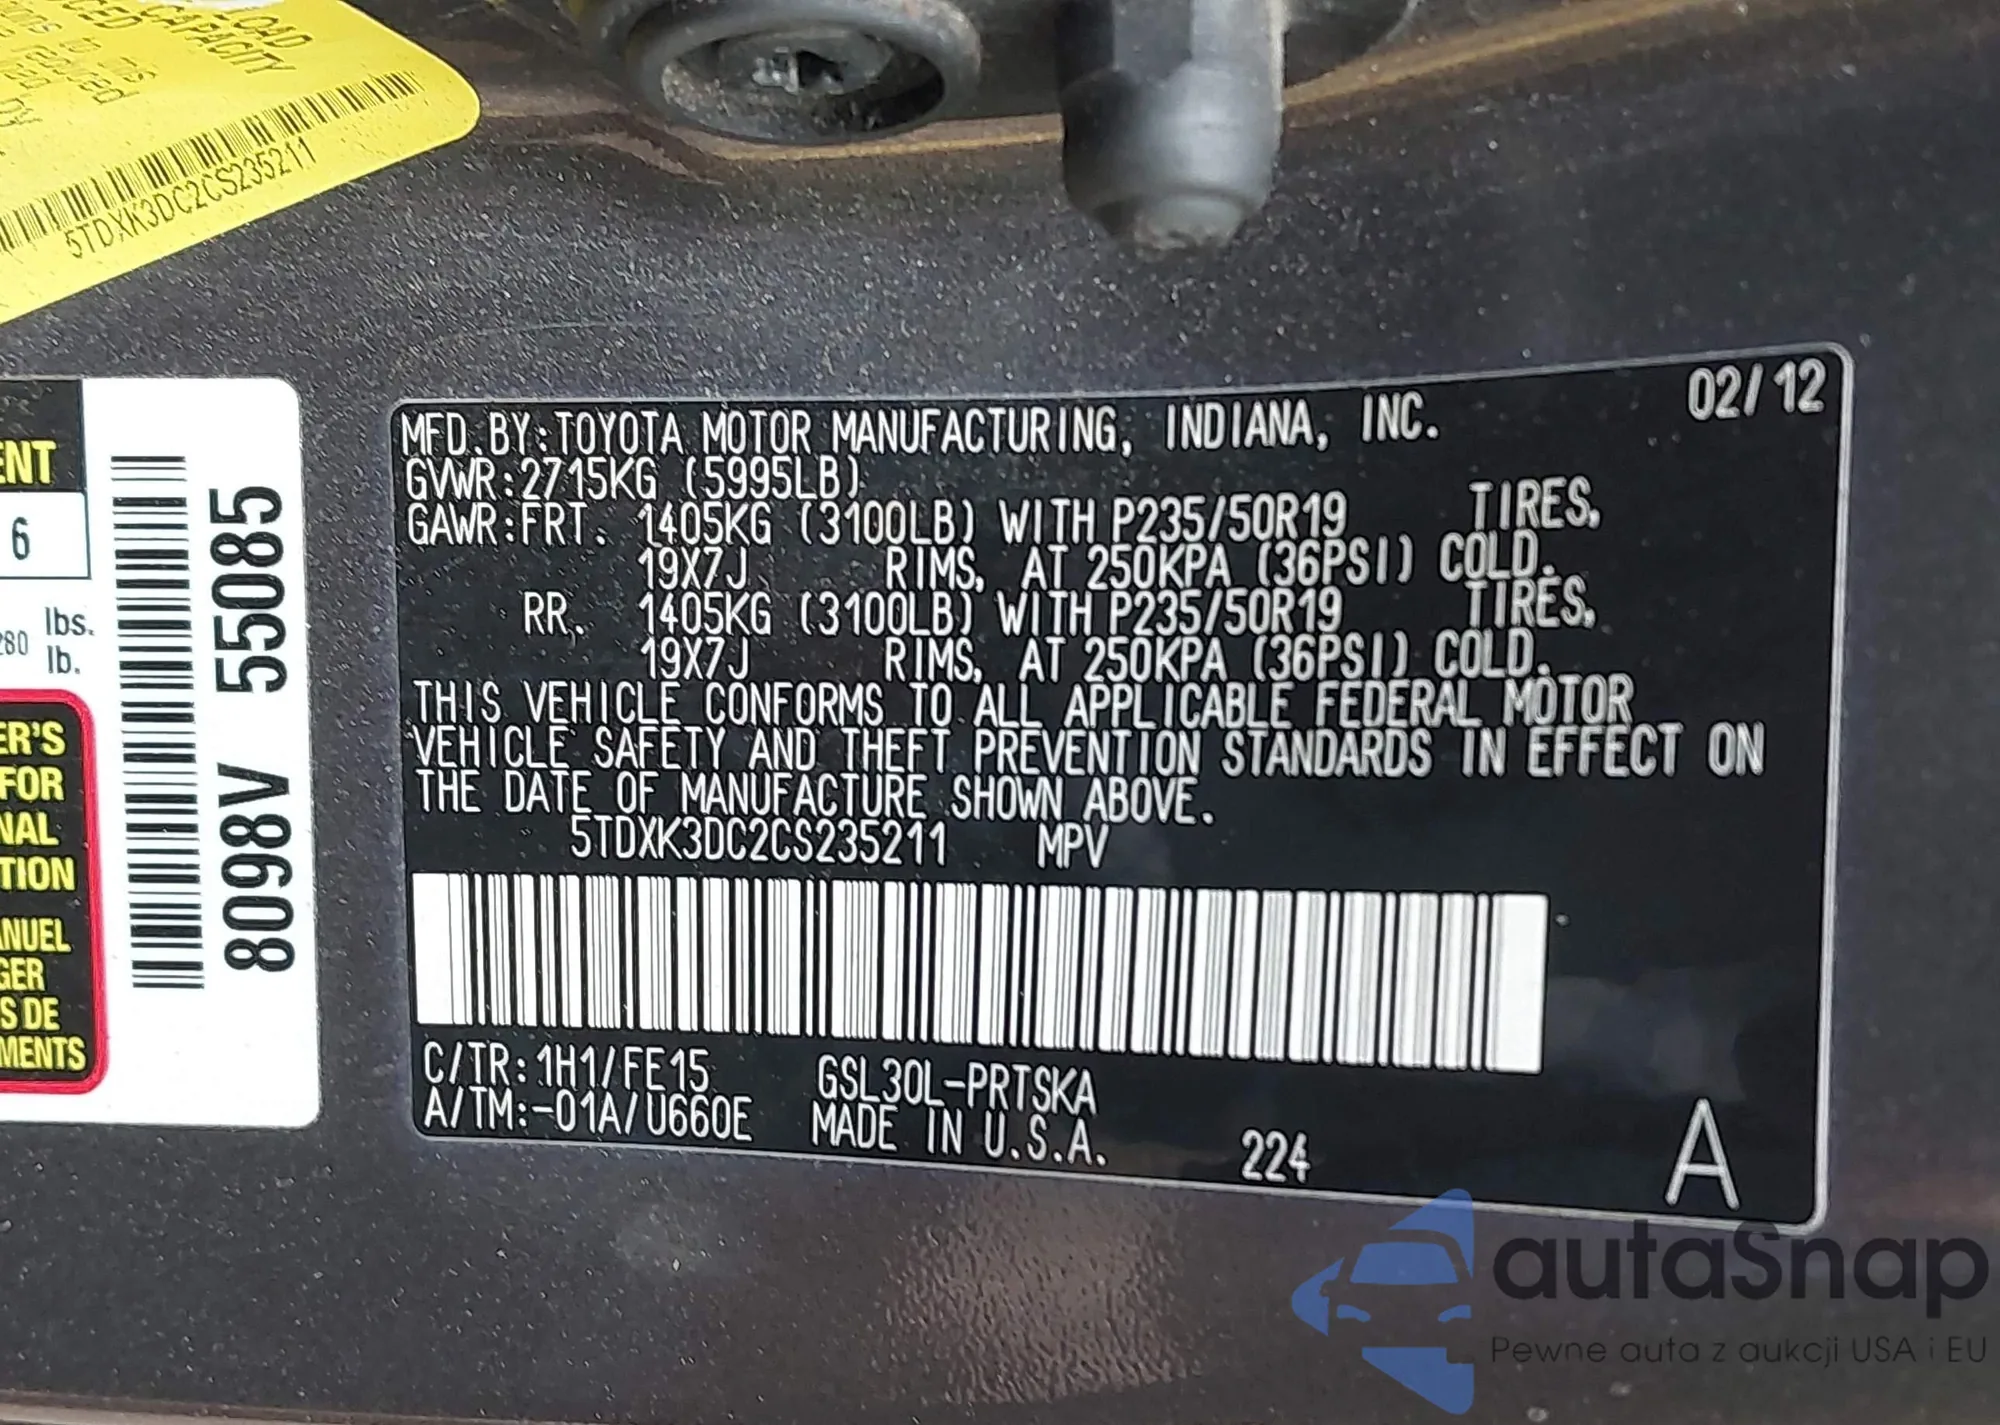 LOAD
CAPACITY
reduced
5TDXK3DC2CS235211
ENT
6
280 lbs.
lb.
ER'S
FOR
NAL
TION
ANUEL
GER
S DE
MENTS
8098V 55085
02/12
MFD. BY: TOYOTA MOTOR MANUFACTURING, INDIANA, INC.
GVWR: 2715KG (5995LB)
GAWR: FRT. 1405KG (3100LB) WITH P235/50R19 TIRES,
19X7J RIMS, AT 250KPA (36PSI) COLD.
RR. 1405KG (3100LB) WITH P235/50R19 TIRES,
19X7J RIMS, AT 250KPA (36PSI) COLD.
THIS VEHICLE CONFORMS TO ALL APPLICABLE FEDERAL MOTOR
VEHICLE SAFETY AND THEFT PREVENTION STANDARDS IN EFFECT ON
THE DATE OF MANUFACTURE SHOWN ABOVE.
5TDXK3DC2CS235211 MPV
C/TR: 1H1/FE15 GSL30L-PRTSKA
A/TM: -01A/U660E MADE IN U.S.A. 224 A
autaSnap
Pewne auta z aukcji USA i EU